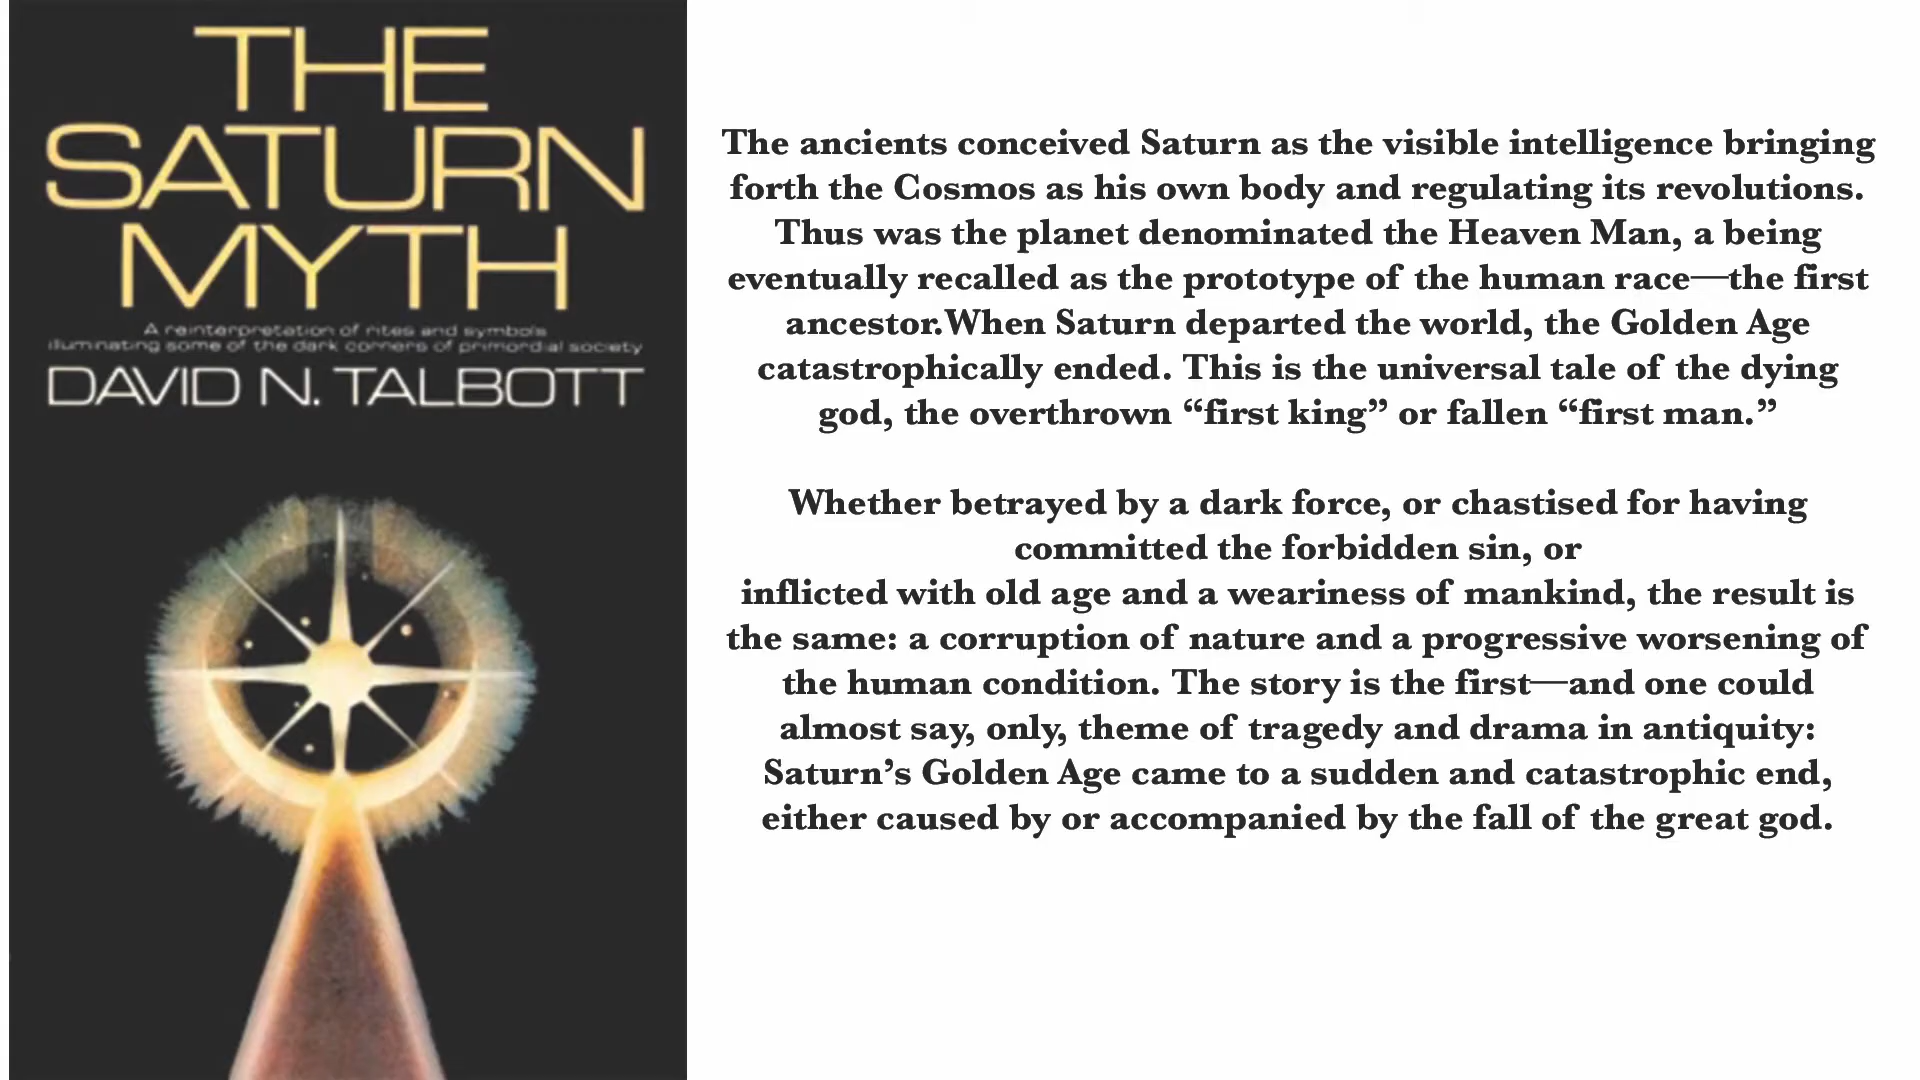 THE
SATURN
MYTH
A reinterpretation of rites and symbols
illuminating some of the dark corners of primordial society
DAVID N. TALBOTT
The ancients conceived Saturn as the visible intelligence bringing
forth the Cosmos as his own body and regulating its revolutions.
Thus was the planet denominated the Heaven Man, a being
eventually recalled as the prototype of the human race—the first
ancestor.When Saturn departed the world, the Golden Age
catastrophically ended. This is the universal tale of the dying
god, the overthrown “first king” or fallen “first man.”
Whether betrayed by a dark force, or chastised for having
committed the forbidden sin, or
inflicted with old age and a weariness of mankind, the result is
the same: a corruption of nature and a progressive worsening of
the human condition. The story is the first—and one could
almost say, only, theme of tragedy and drama in antiquity:
Saturn’s Golden Age came to a sudden and catastrophic end,
either caused by or accompanied by the fall of the great god.